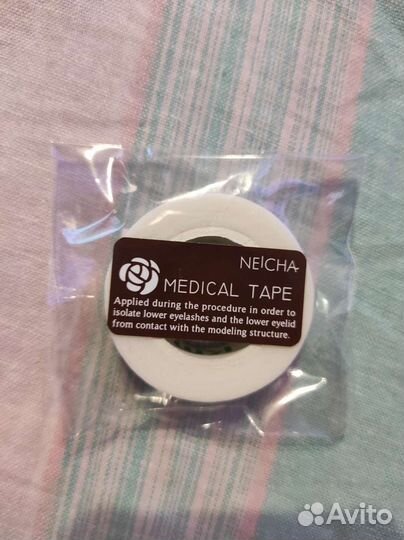 NEICHA
MEDICAL TAPE
Applied during the procedure in order to
isolate lower eyelashes and the lower eyelid
from contact with the modeling structure.
Avito